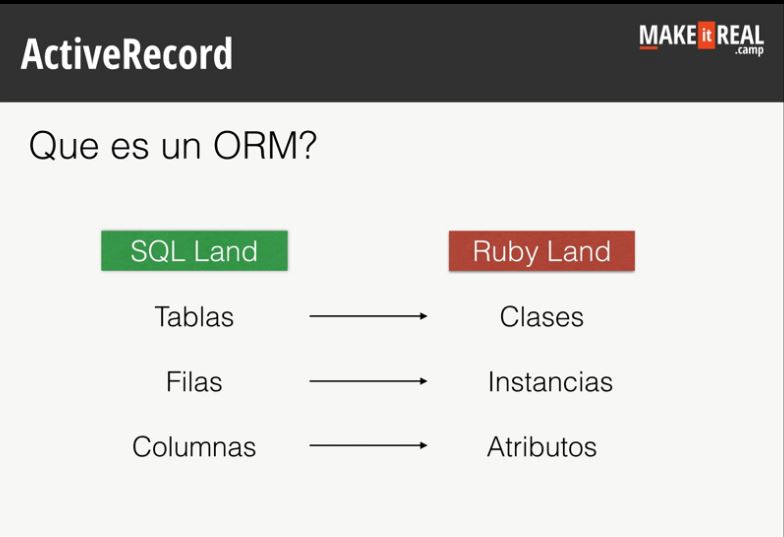 ActiveRecord
MAKE it REAL
.camp
Que es un ORM?
SQL Land
Ruby Land
Tablas
Clases
Filas
Instancias
Columnas
Atributos